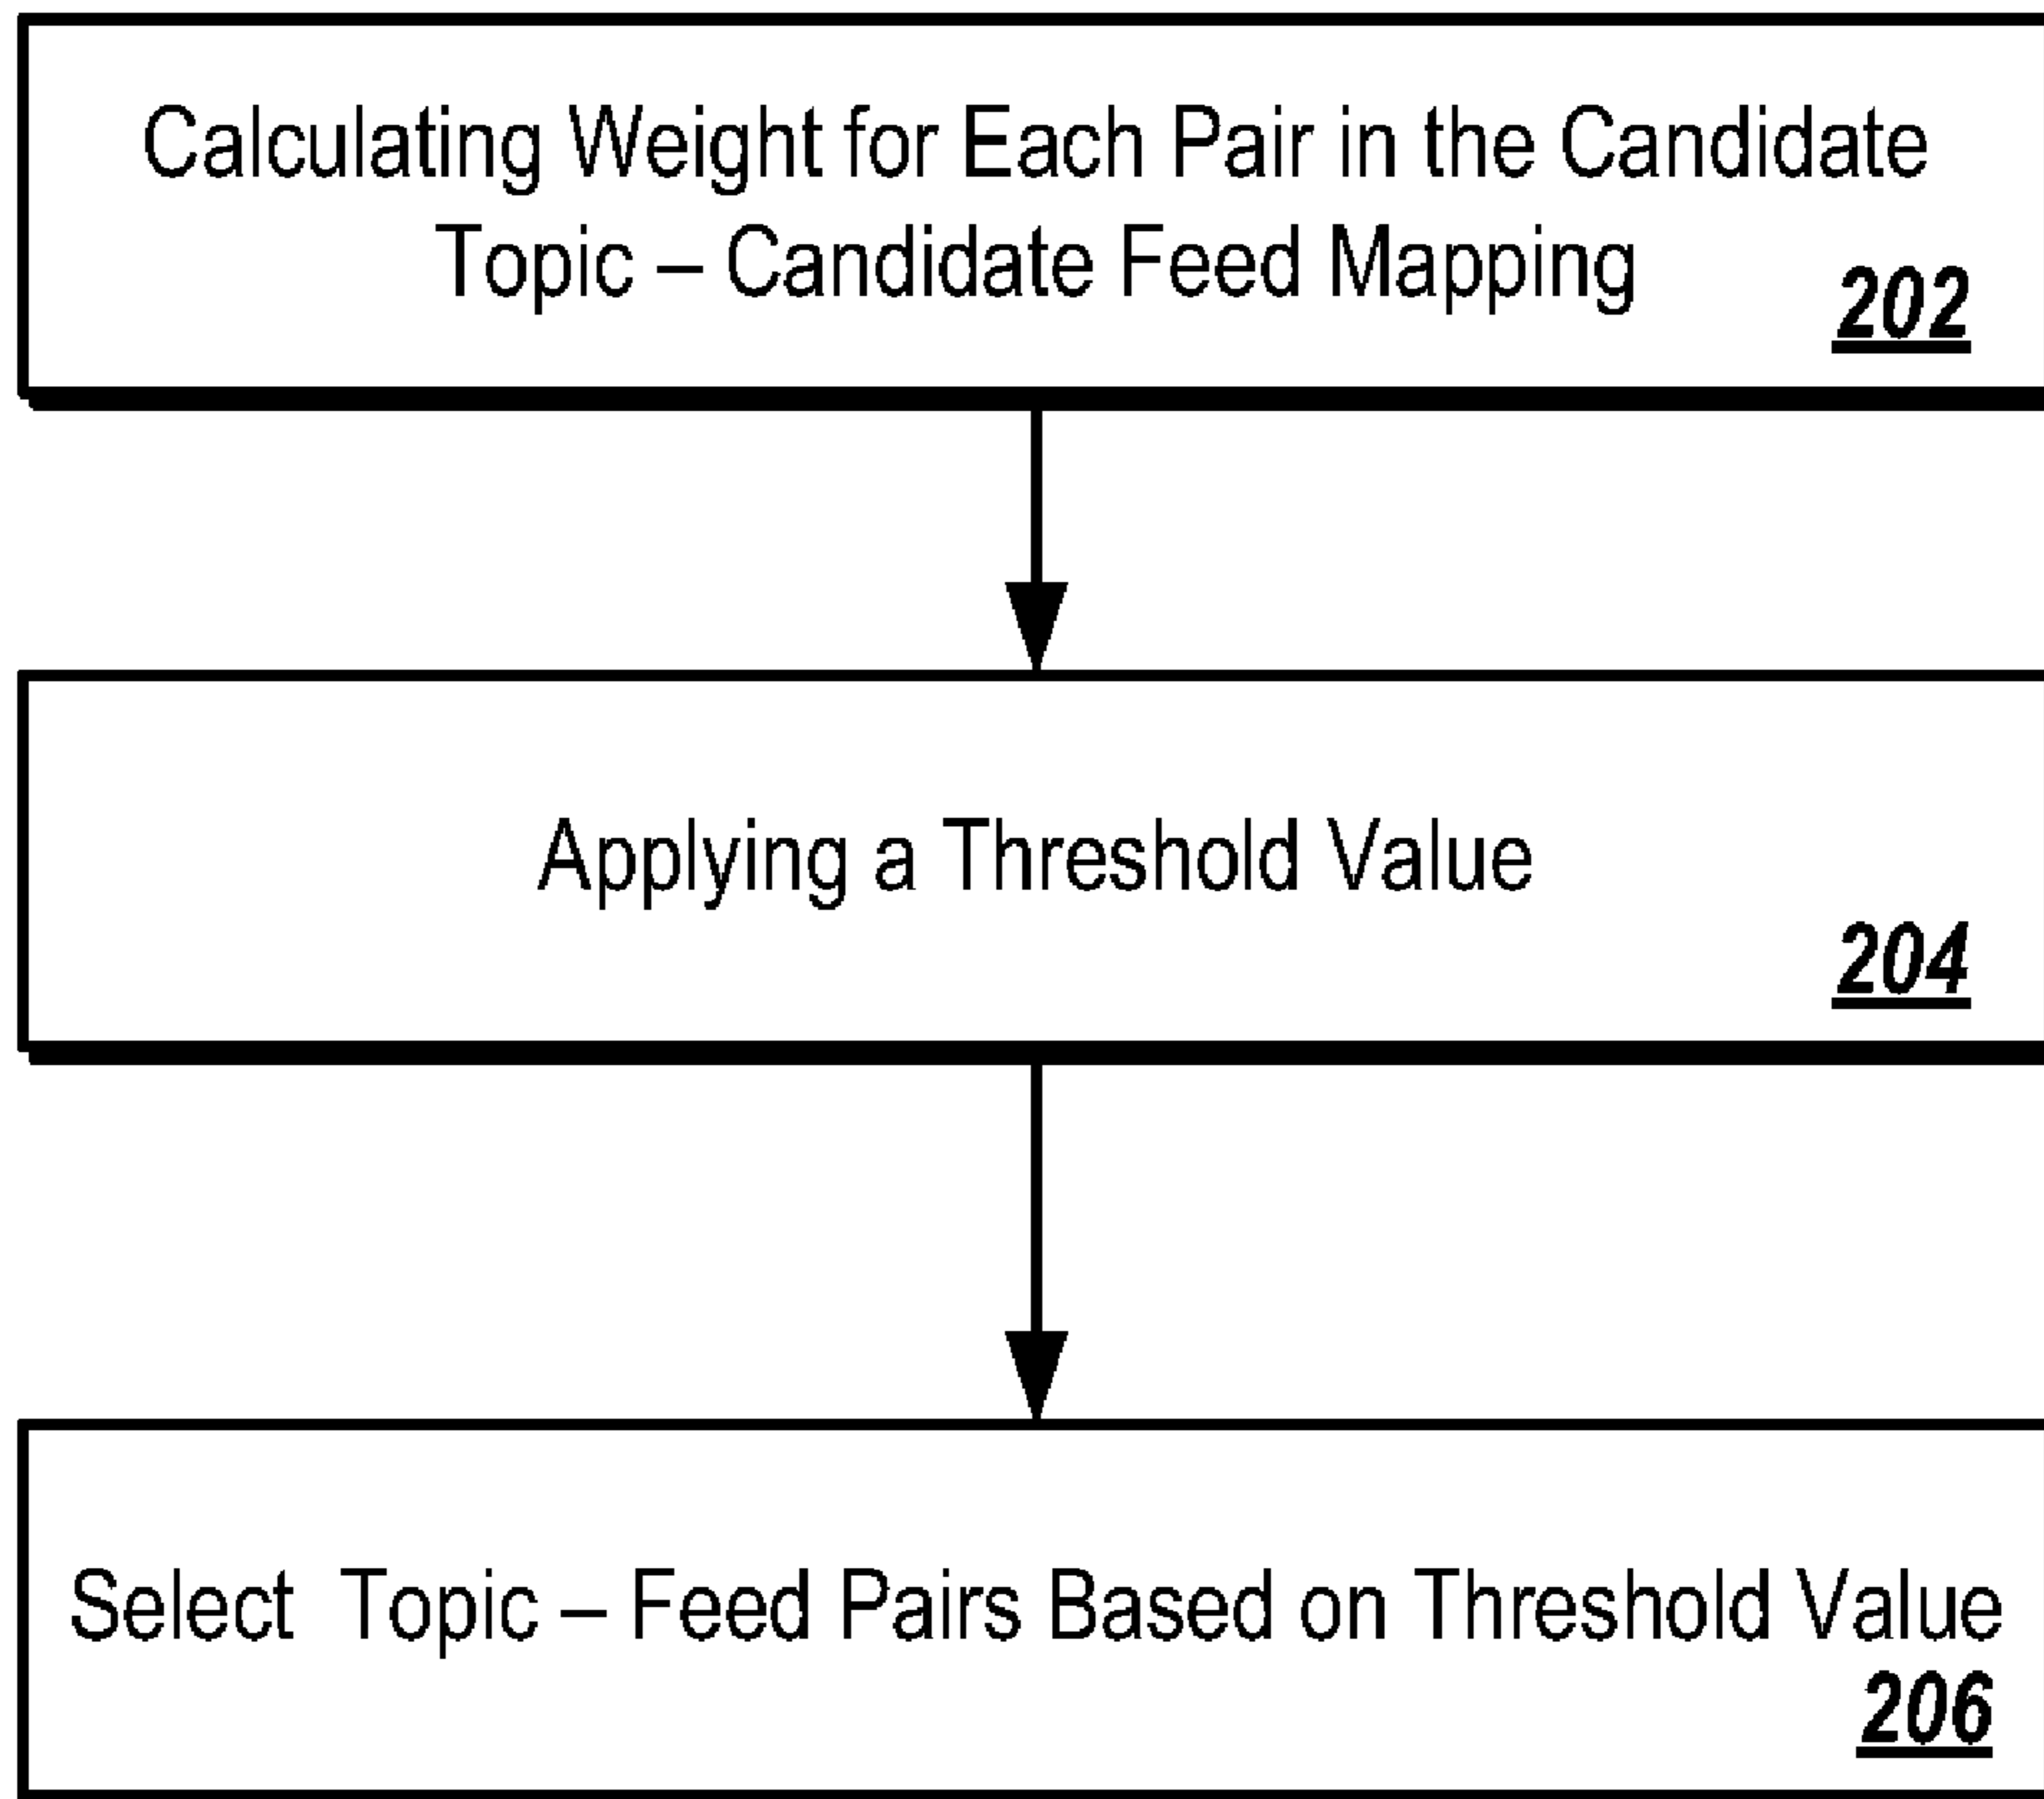 Calculating Weight for Each Pair in the Candidate
Topic – Candidate Feed Mapping
202
Applying a Threshold Value
204
Select Topic – Feed Pairs Based on Threshold Value
206